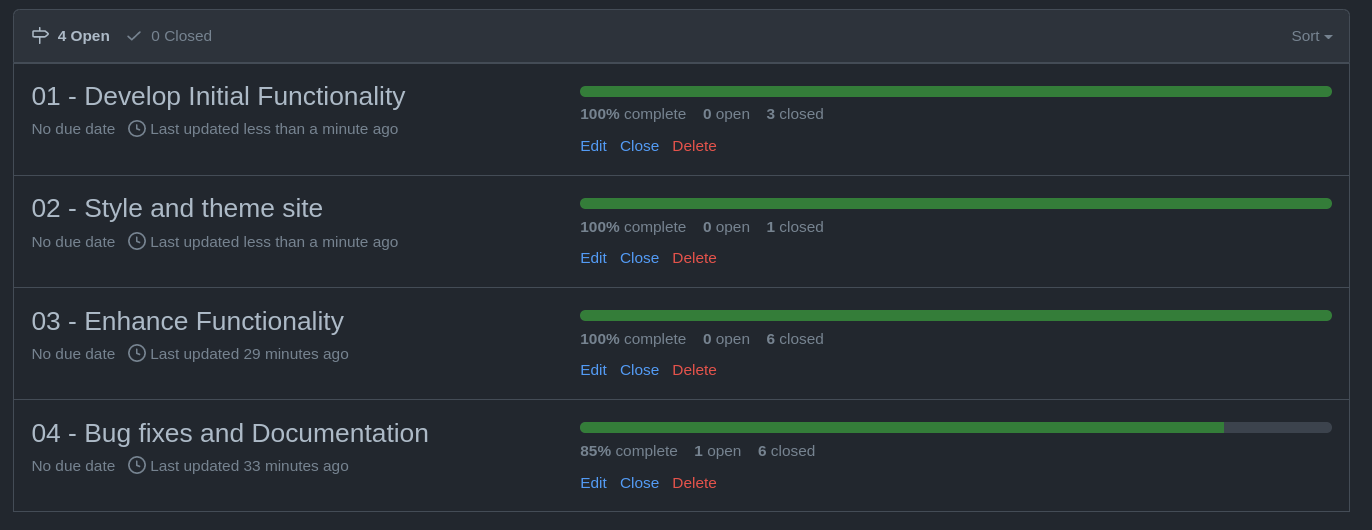 4 Open 0 Closed Sort
01 - Develop Initial Functionality
No due date Last updated less than a minute ago
100% complete 0 open 3 closed
Edit Close Delete
02 - Style and theme site
No due date Last updated less than a minute ago
100% complete 0 open 1 closed
Edit Close Delete
03 - Enhance Functionality
No due date Last updated 29 minutes ago
100% complete 0 open 6 closed
Edit Close Delete
04 - Bug fixes and Documentation
No due date Last updated 33 minutes ago
85% complete 1 open 6 closed
Edit Close Delete